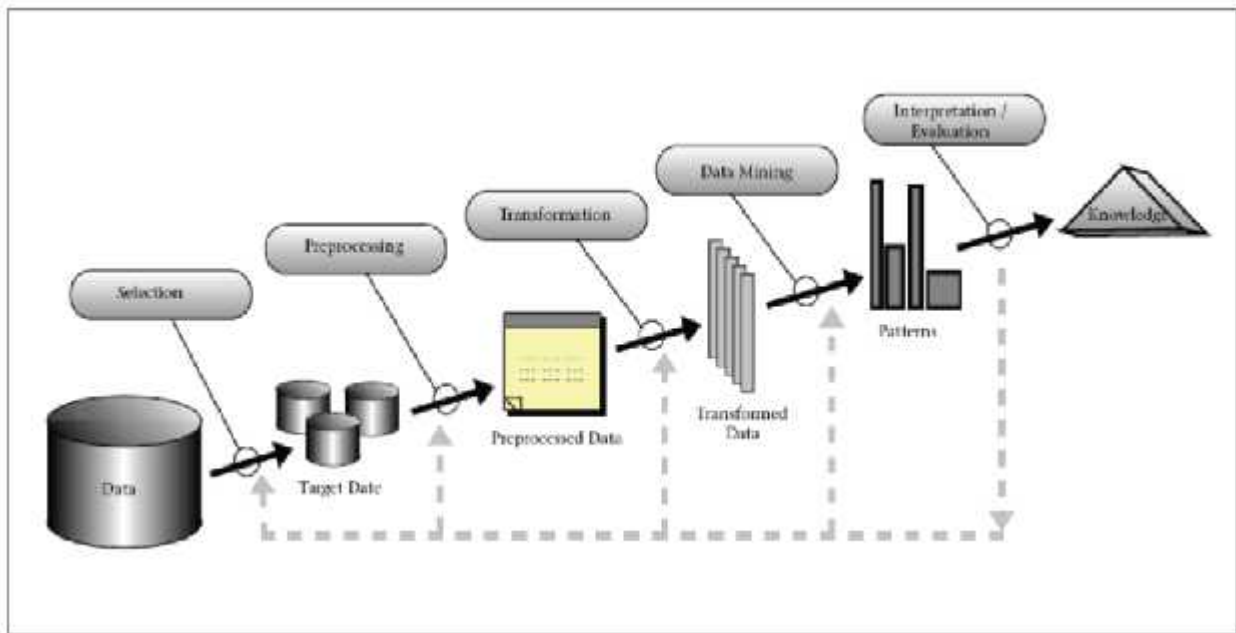 Interpretation /
Evaluation
Data Mining
Transformation
Preprocessing
Selection
Data
Target Date
Preprocessed Data
Transformed
Data
Patterns
Knowledge